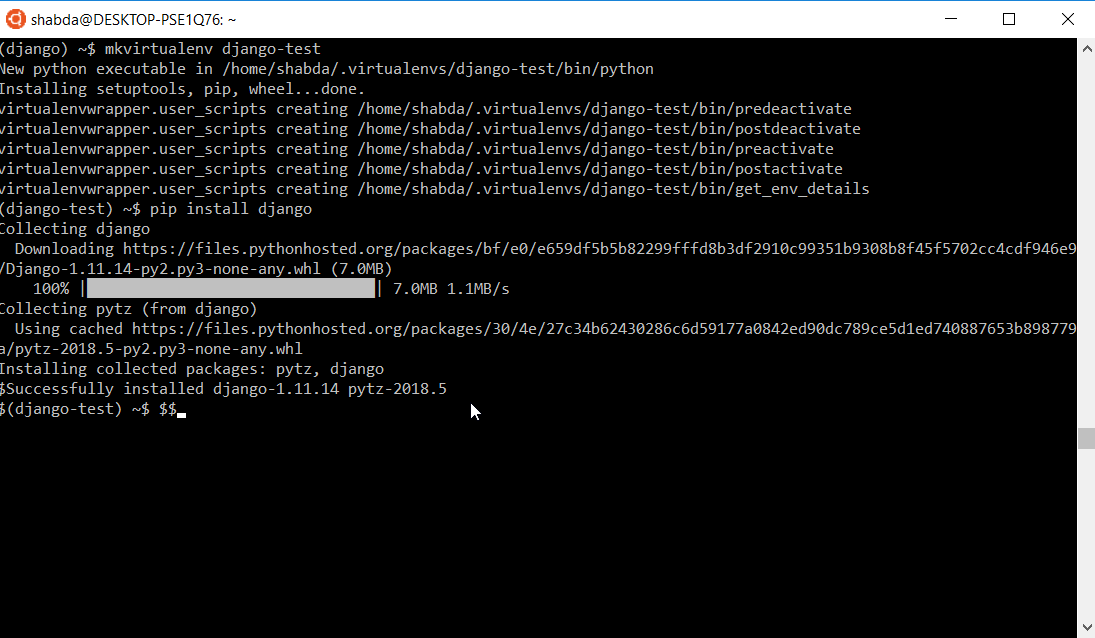 shabda@DESKTOP-PSE1Q76: ~
(django) ~$ mkvirtualenv django-test
New python executable in /home/shabda/.virtualenvs/django-test/bin/python
Installing setuptools, pip, wheel...done.
virtualenvwrapper.user_scripts creating /home/shabda/.virtualenvs/django-test/bin/predeactivate
virtualenvwrapper.user_scripts creating /home/shabda/.virtualenvs/django-test/bin/postdeactivate
virtualenvwrapper.user_scripts creating /home/shabda/.virtualenvs/django-test/bin/preactivate
virtualenvwrapper.user_scripts creating /home/shabda/.virtualenvs/django-test/bin/postactivate
virtualenvwrapper.user_scripts creating /home/shabda/.virtualenvs/django-test/bin/get_env_details
(django-test) ~$ pip install django
Collecting django
  Downloading https://files.pythonhosted.org/packages/bf/e0/e659df5b5b82299fffd8b3df2910c99351b9308b8f45f5702cc4cdf946e9
/Django-1.11.14-py2.py3-none-any.whl (7.0MB)
    100% || 7.0MB 1.1MB/s
Collecting pytz (from django)
  Using cached https://files.pythonhosted.org/packages/30/4e/27c34b62430286c6d59177a0842ed90dc789ce5d1ed740887653b898779
a/pytz-2018.5-py2.py3-none-any.whl
Installing collected packages: pytz, django
$Successfully installed django-1.11.14 pytz-2018.5
$(django-test) ~$ $$